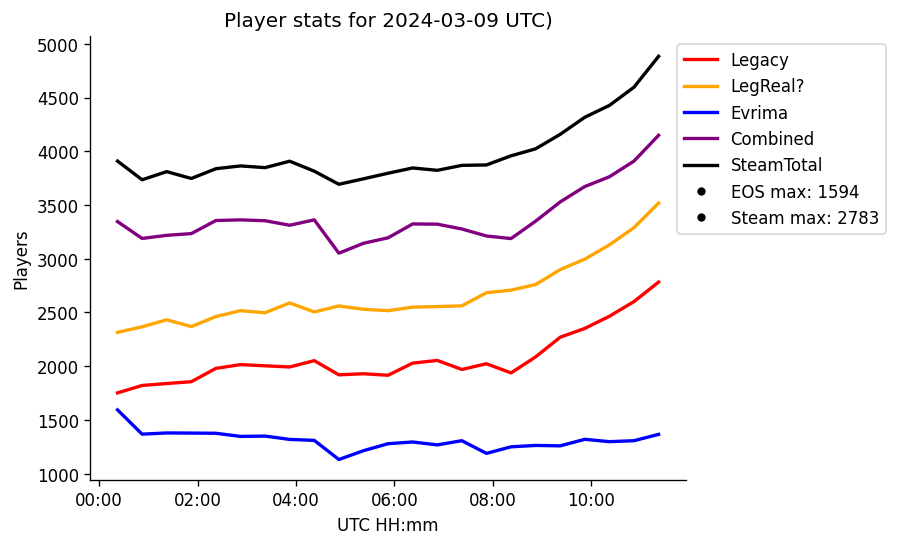 Player stats for 2024-03-09 UTC)
5000
4500
4000
3500
3000
2500
2000
1500
1000
Players
00:00 02:00 04:00 06:00 08:00 10:00
UTC HH:mm
Legacy
LegReal?
Evrima
Combined
SteamTotal
EOS max: 1594
Steam max: 2783